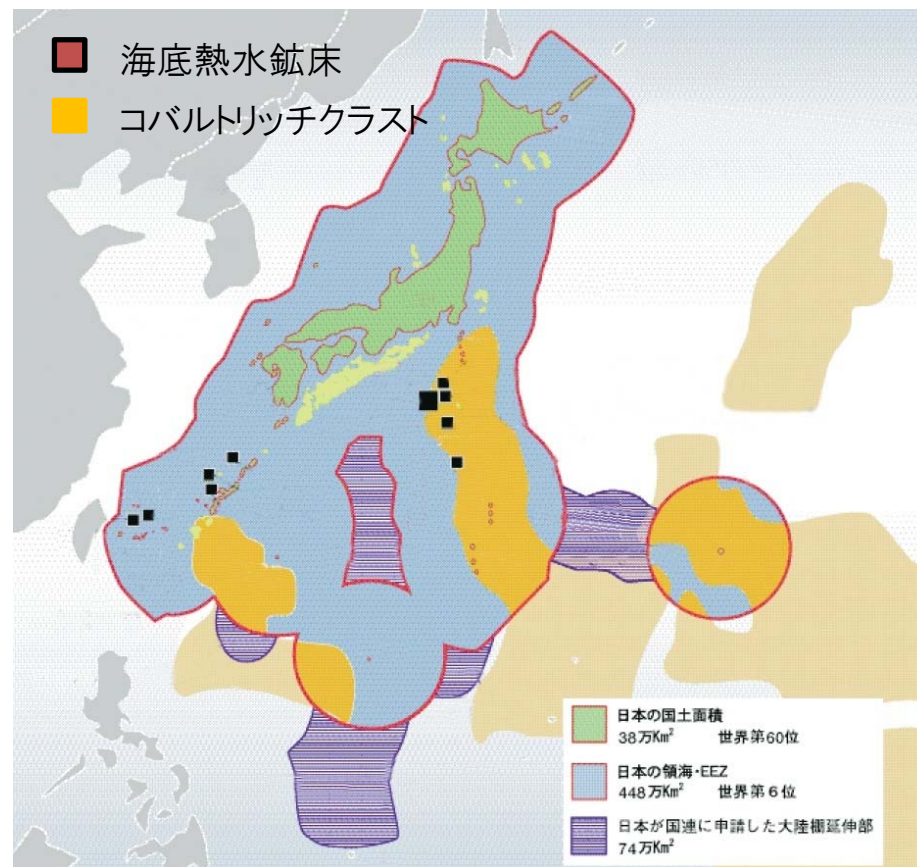 海底熱水鉱床
コバルトリッチクラスト
日本の国土面積
38万Km² 世界第60位
日本の領海・EEZ
448万Km² 世界第6位
日本が国連に申請した大陸棚延伸部
74万Km²